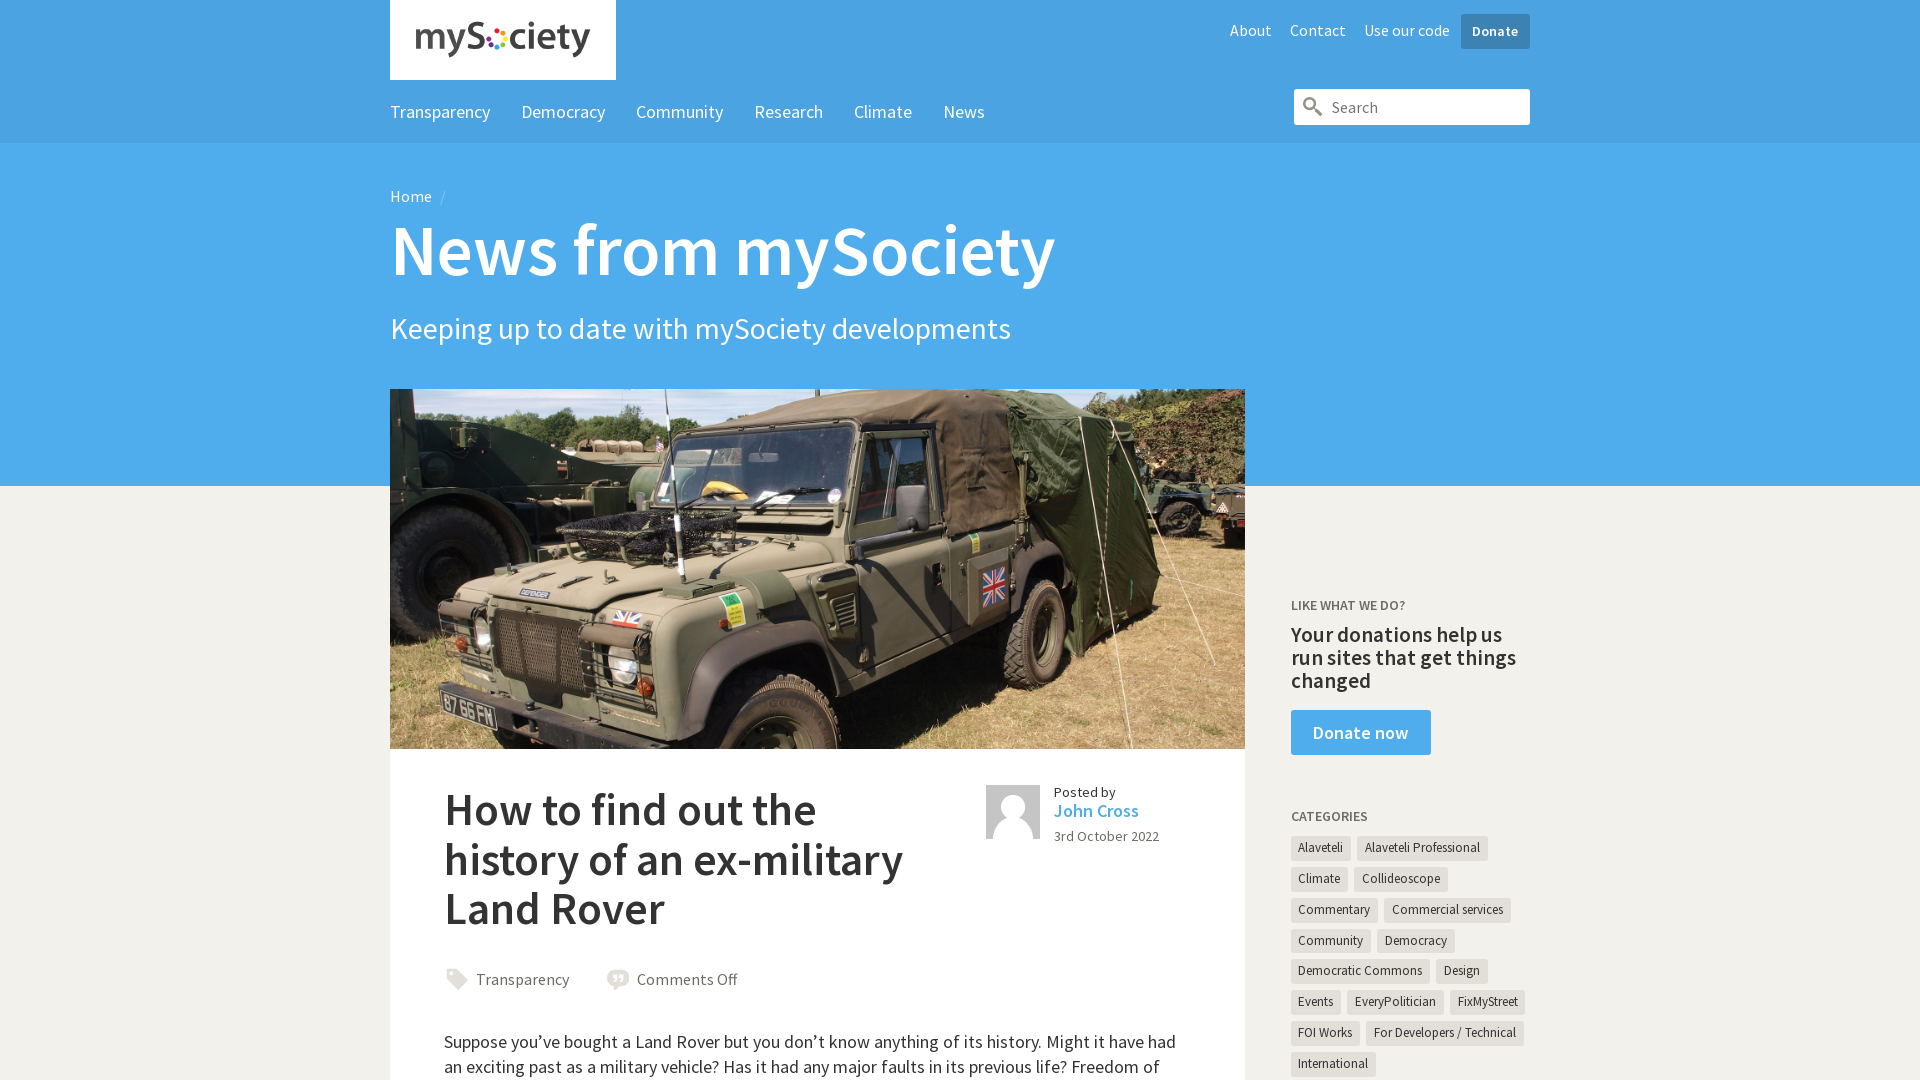 mySociety
About
Contact
Use our code
Donate
Transparency
Democracy
Community
Research
Climate
News
Search
Home /
News from mySociety
Keeping up to date with mySociety developments
DEFENDER
87 66 FM
How to find out the
history of an ex-military
Land Rover
Posted by
John Cross
3rd October 2022
Transparency
Comments Off
Suppose you’ve bought a Land Rover but you don’t know anything of its history. Might it have had
an exciting past as a military vehicle? Has it had any major faults in its previous life? Freedom of
LIKE WHAT WE DO?
Your donations help us
run sites that get things
changed
Donate now
CATEGORIES
Alaveteli
Alaveteli Professional
Climate
Collideoscope
Commentary
Commercial services
Community
Democracy
Democratic Commons
Design
Events
EveryPolitician
FixMyStreet
FOI Works
For Developers / Technical
International